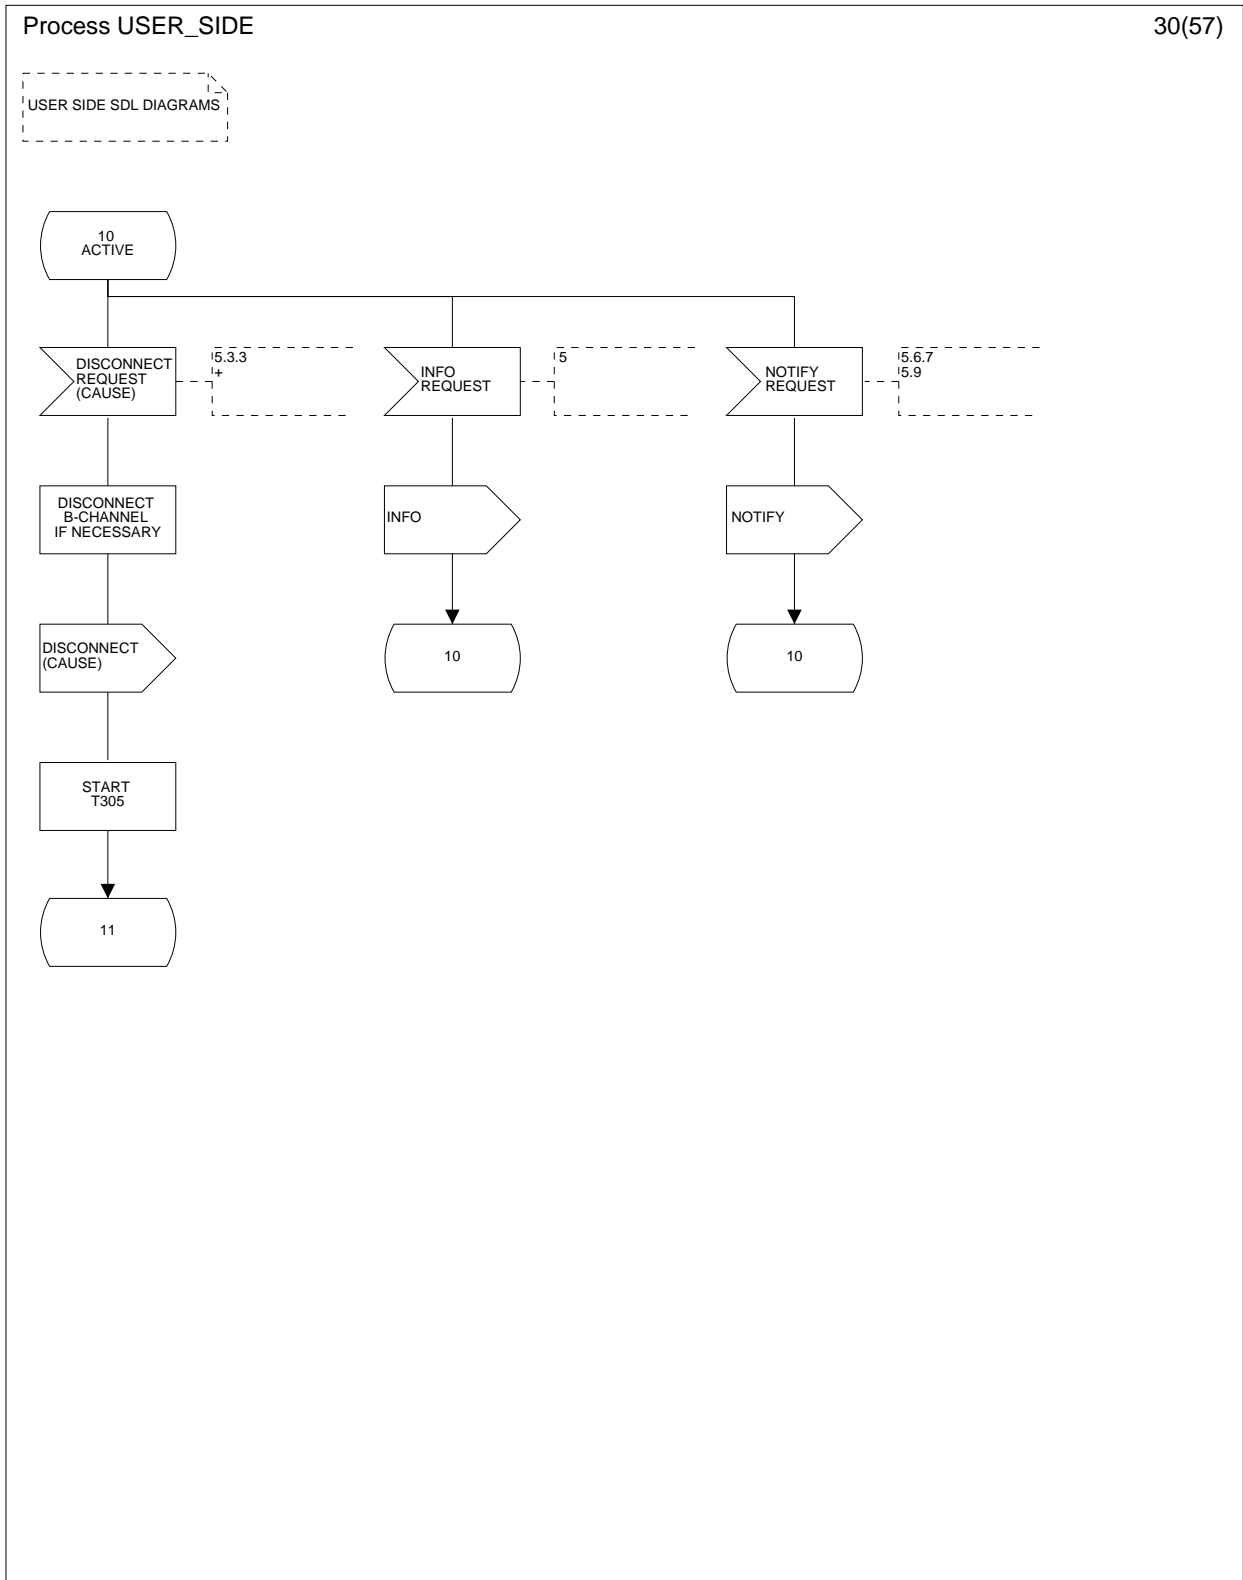 Process USER_SIDE
30(57)
USER SIDE SDL DIAGRAMS
10
ACTIVE
DISCONNECT
REQUEST
(CAUSE)
5.3.3
+
INFO
REQUEST
5
NOTIFY
REQUEST
5.6.7
5.9
DISCONNECT
B-CHANNEL
IF NECESSARY
INFO
NOTIFY
DISCONNECT
(CAUSE)
10
10
START
T305
11